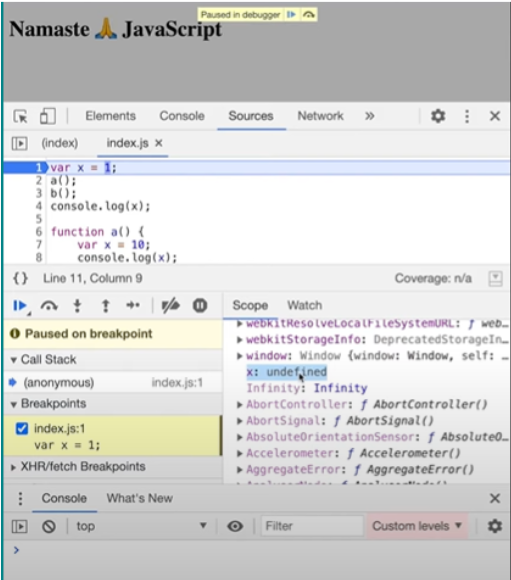 Paused in debugger
Namaste 🙏 JavaScript
Elements Console Sources Network »
(index) index.js ×
1 var x = 1;
2 a();
3 b();
4 console.log(x);
5
6 function a() {
7 var x = 10;
8 console.log(x);
{} Line 11, Column 9 Coverage: n/a
Scope Watch
Paused on breakpoint
Call Stack
(anonymous) index.js:1
Breakpoints
index.js:1
var x = 1;
XHR/fetch Breakpoints
webkitResolveLocalFileSystemURL: ƒ web…
webkitStorageInfo: DeprecatedStorageIn…
window: Window {window: Window, self: …
x: undefined
Infinity: Infinity
AbortController: ƒ AbortController()
AbortSignal: ƒ AbortSignal()
AbsoluteOrientationSensor: ƒ AbsoluteO…
Accelerometer: ƒ Accelerometer()
AggregateError: ƒ AggregateError()
Console What's New ×
top Filter Custom levels
>